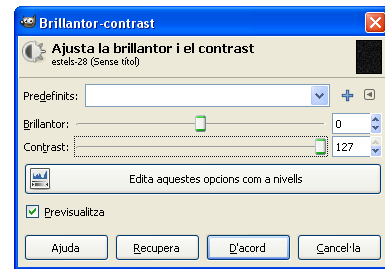 Brillantor-contrast
Ajusta la brillantor i el contrast
estels-28 (Sense títol)
Predefinits:
Brillantor: 0
Contrast: 127
Edita aquestes opcions com a nivells
Previsualitza
Ajuda Recupera D'acord Cancel·la